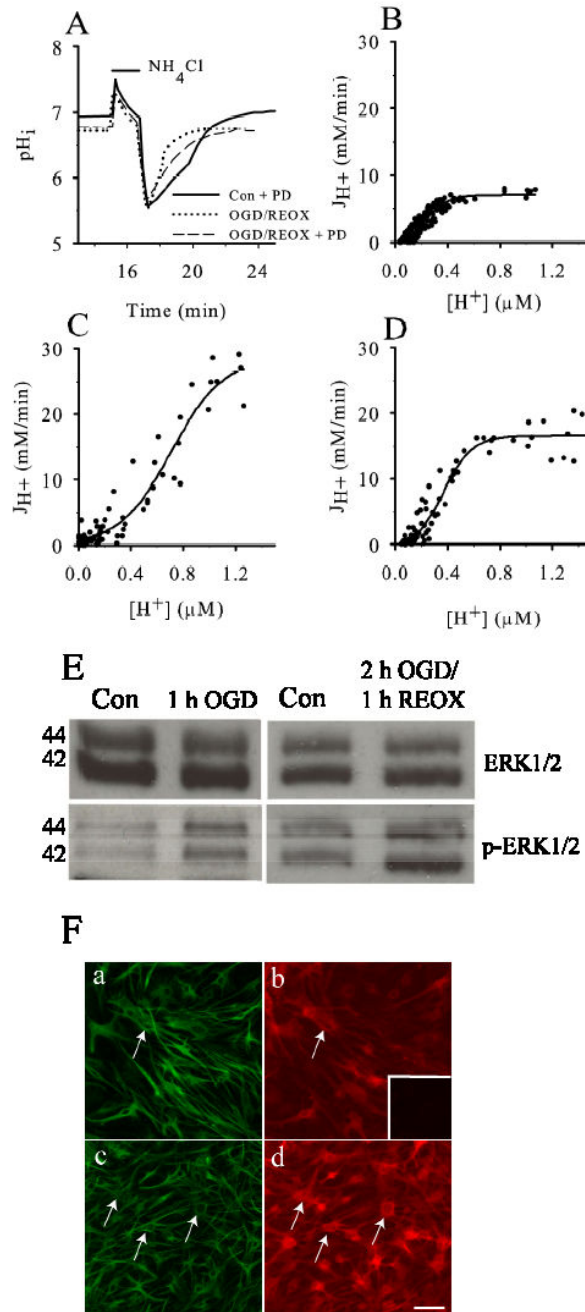 A
NH4Cl
pHi
8
7
6
5
Con + PD
OGD/REOX
OGD/REOX + PD
16 20 24
Time (min)
B
JH+ (mM/min)
30
20
10
0
0.0 0.4 0.8 1.2
[H+] (µM)
C
JH+ (mM/min)
30
20
10
0
0.0 0.4 0.8 1.2
[H+] (µM)
D
JH+ (mM/min)
30
20
10
0
0.0 0.4 0.8 1.2
[H+] (µM)
E
Con 1 h OGD Con 2 h OGD/
1 h REOX
44
42
ERK1/2
44
42
p-ERK1/2
F
a
b
c
d